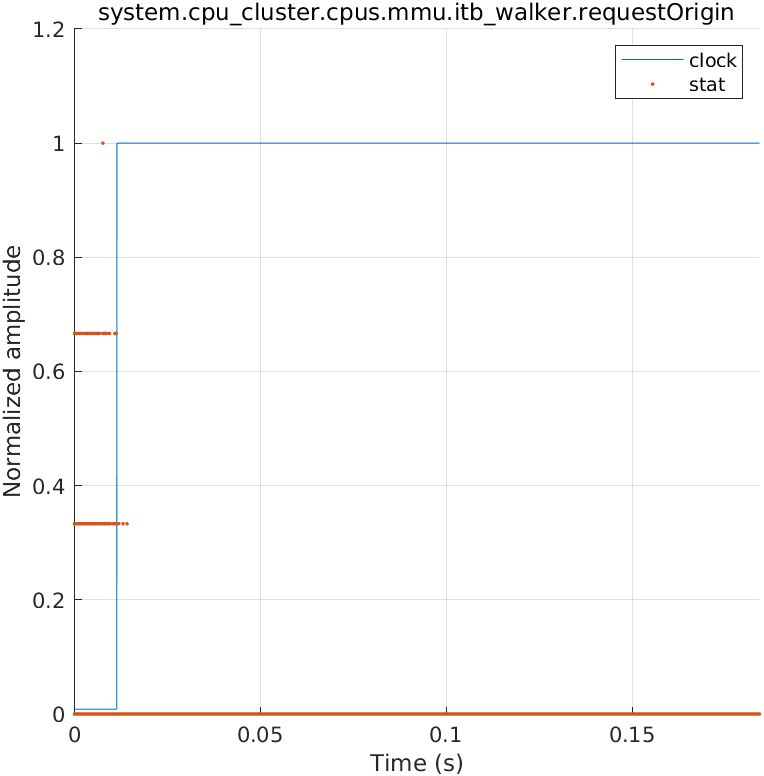 system.cpu_cluster.cpus.mmu.itb_walker.requestOrigin
1.2
1
0.8
0.6
0.4
0.2
0
Normalized amplitude
clock
stat
0
0.05
0.1
0.15
Time (s)